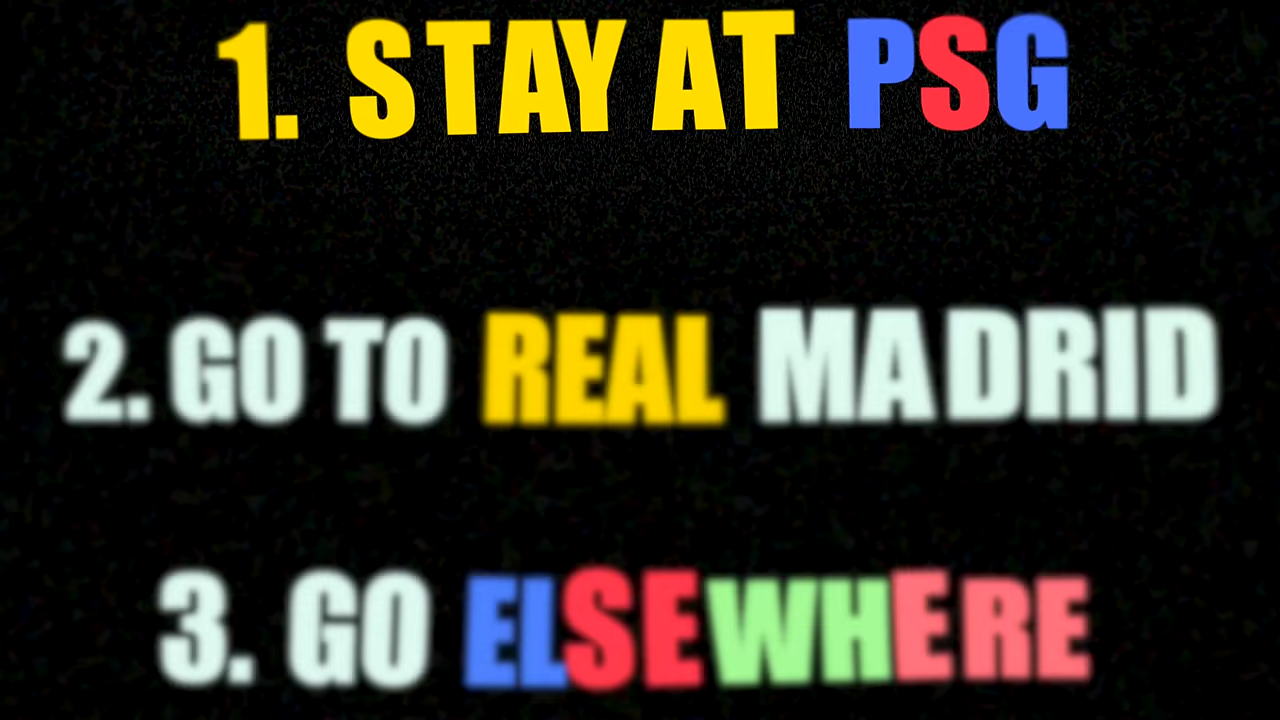 1. STAY AT PSG
2. GO TO REAL MADRID
3. GO ELSEWHERE